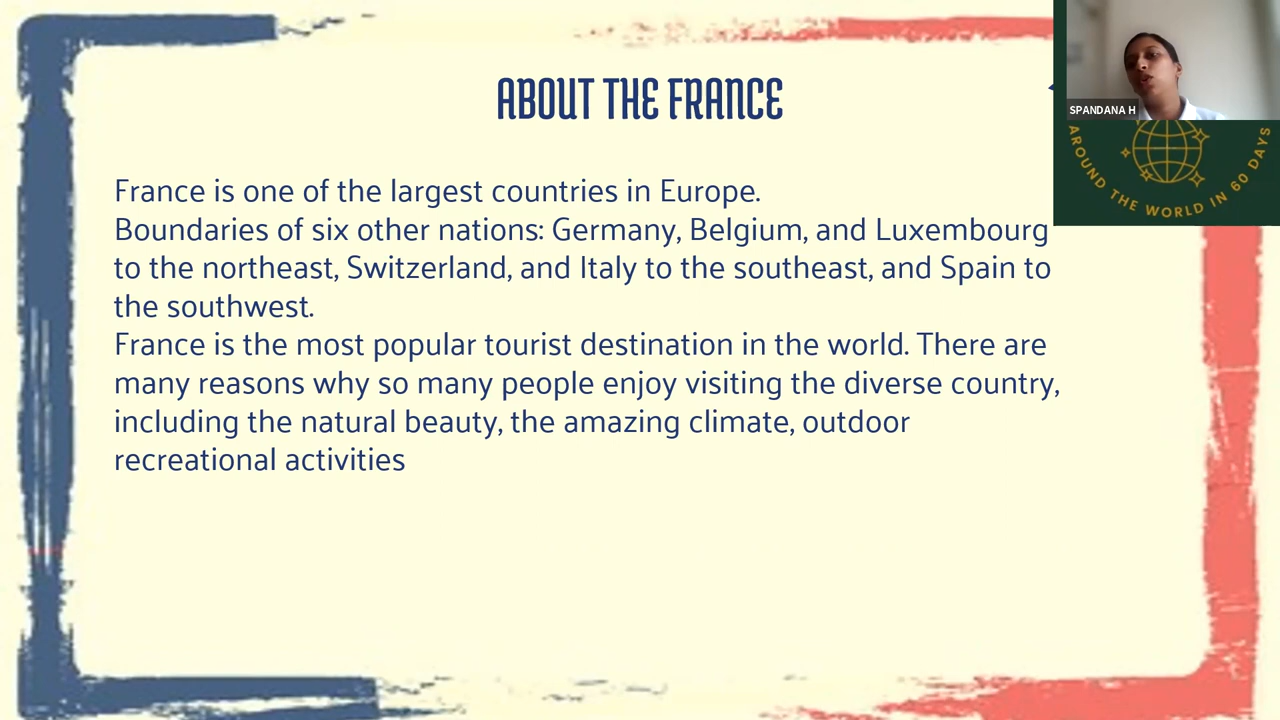 ABOUT THE FRANCE
SPANDANA H
AROUND THE WORLD IN 60 DAYS
France is one of the largest countries in Europe.
Boundaries of six other nations: Germany, Belgium, and Luxembourg
to the northeast, Switzerland, and Italy to the southeast, and Spain to
the southwest.
France is the most popular tourist destination in the world. There are
many reasons why so many people enjoy visiting the diverse country,
including the natural beauty, the amazing climate, outdoor
recreational activities